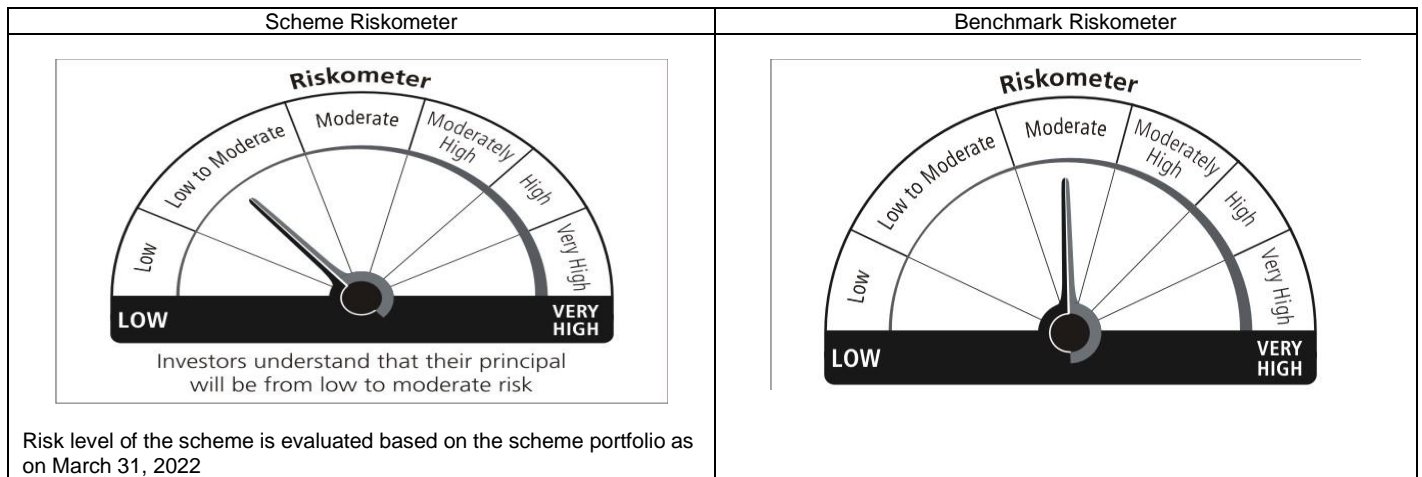 Scheme Riskometer
Benchmark Riskometer
Riskometer
Low
Low to Moderate
Moderate
Moderately
High
High
Very High
LOW
VERY
HIGH
Investors understand that their principal
will be from low to moderate risk
Risk level of the scheme is evaluated based on the scheme portfolio as
on March 31, 2022
Riskometer
Low
Low to Moderate
Moderate
Moderately
High
High
Very High
LOW
VERY
HIGH